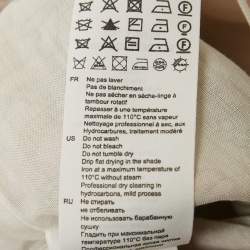 FR Ne pas laver
Pas de blanchiment
Ne pas sécher en sèche-linge à
tambour rotatif
Repasser à une température
maximale de 110°C sans vapeur
Nettoyage professionnel à sec, aux
Hydrocarbures, traitement modéré
US Do not wash
Do not bleach
Do not tumble dry
Drip flat drying in the shade
Iron at a maximum temperature of
110°C without steam
Professional dry cleaning in
hydrocarbons, mild process
RU Не стирать
не отбеливать
Не использовать барабанную
сушку
Гладить при максимальной
температуре 110°C без пара